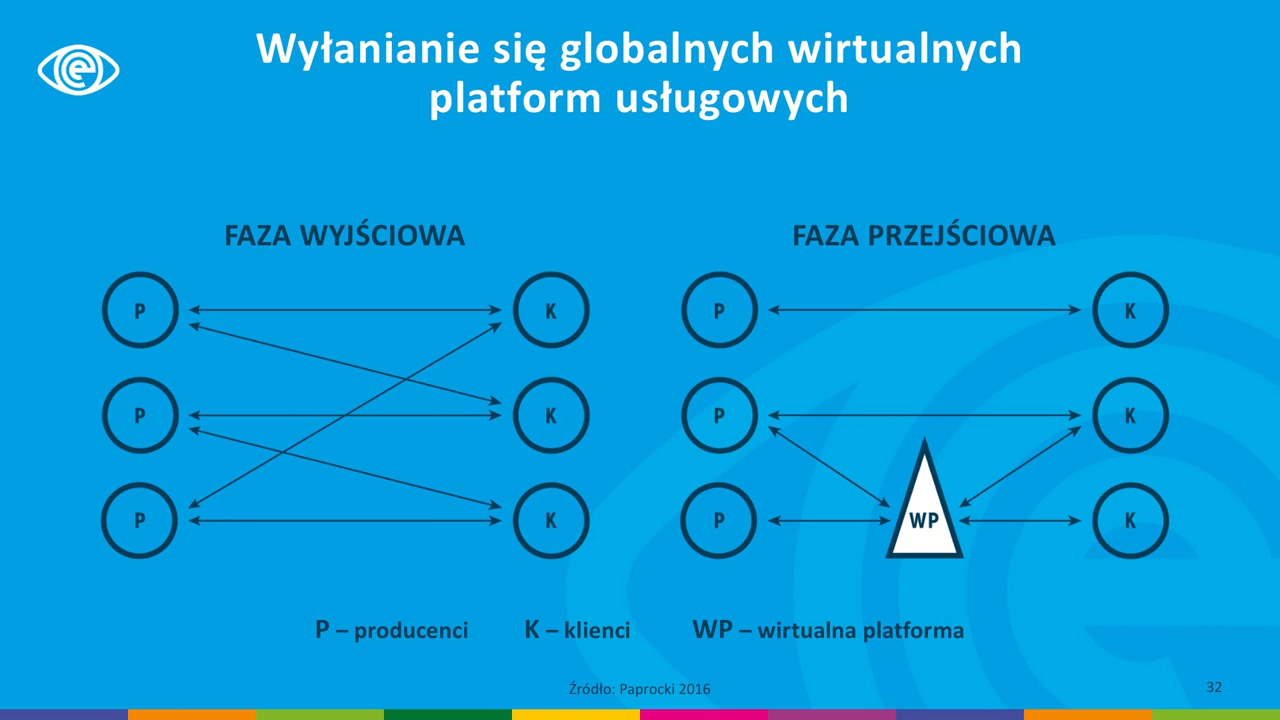 Wyłanianie się globalnych wirtualnych
platform usługowych
FAZA WYJŚCIOWA
P K
P K
P K
FAZA PRZEJŚCIOWA
P K
P K
P WP K
P – producenci K – klienci WP – wirtualna platforma
Źródło: Paprocki 2016
32